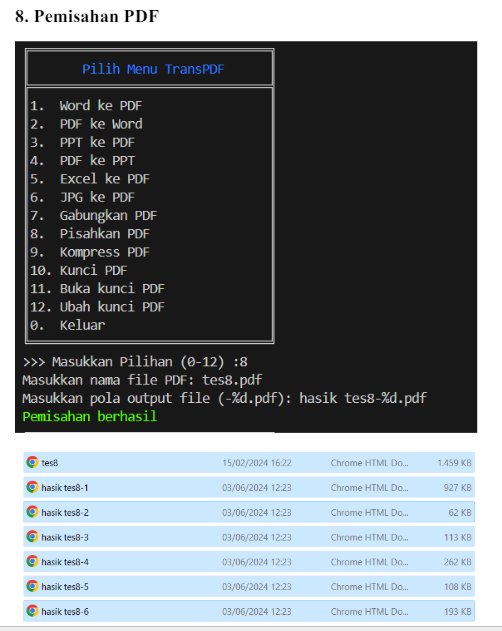 8. Pemisahan PDF
Pilih Menu TransPDF
1. Word ke PDF
2. PDF ke Word
3. PPT ke PDF
4. PDF ke PPT
5. Excel ke PDF
6. JPG ke PDF
7. Gabungkan PDF
8. Pisahkan PDF
9. Kompress PDF
10. Kunci PDF
11. Buka kunci PDF
12. Ubah kunci PDF
0. Keluar
>>> Masukkan Pilihan (0-12) :8
Masukkan nama file PDF: tes8.pdf
Masukkan pola output file (-%d.pdf): hasik tes8-%d.pdf
Pemisahan berhasil
tes8 15/02/2024 16:22 Chrome HTML Do... 1.459 KB
hasik tes8-1 03/06/2024 12:23 Chrome HTML Do... 927 KB
hasik tes8-2 03/06/2024 12:23 Chrome HTML Do... 62 KB
hasik tes8-3 03/06/2024 12:23 Chrome HTML Do... 113 KB
hasik tes8-4 03/06/2024 12:23 Chrome HTML Do... 262 KB
hasik tes8-5 03/06/2024 12:23 Chrome HTML Do... 108 KB
hasik tes8-6 03/06/2024 12:23 Chrome HTML Do... 193 KB